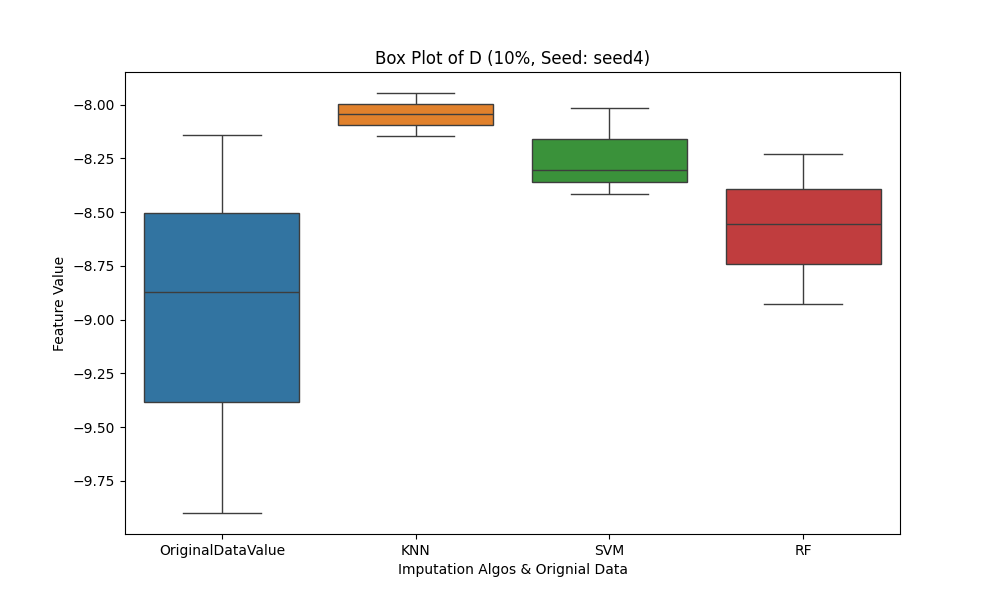 Box Plot of D (10%, Seed: seed4)
−8.00
−8.25
−8.50
−8.75
−9.00
−9.25
−9.50
−9.75
Feature Value
OriginalDataValue KNN SVM RF
Imputation Algos & Orignial Data